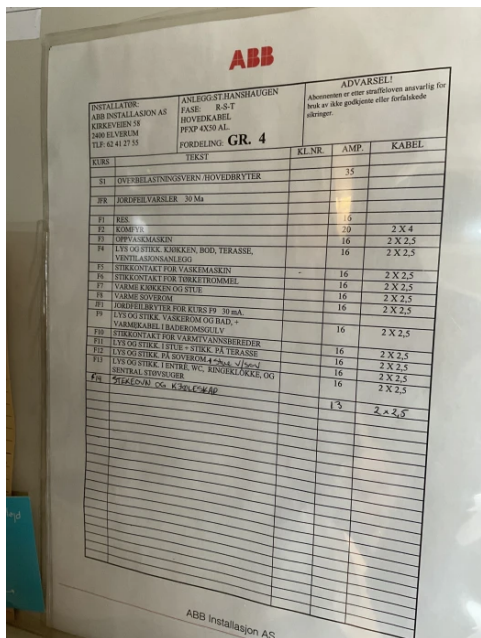 ABB
INSTALLATØR:
ABB INSTALLASJON AS
KIRKEVEIEN 58
2400 ELVERUM
TLF: 62 41 27 55
ANLEGG:ST.HANSHAUGEN
FASE: R-S-T
HOVEDKABEL
PFXP 4X50 AL.
FORDELING: GR. 4
ADVARSEL!
Abonnenten er etter straffeloven ansvarlig for
bruk av ikke godkjente eller forfalskede
sikringer.
KURS TEKST KL.NR. AMP. KABEL
S1 OVERBELASTNINGSVERN /HOVEDBRYTER 35
JFR JORDFEILVARSLER 30 Ma
F1 RES. 16
F2 KOMFYR 20 2 X 4
F3 OPPVASKMASKIN 16 2 X 2,5
F4 LYS OG STIKK. KJØKKEN, BOD, TERASSE, 16 2 X 2,5
VENTILASJONSANLEGG
F5 STIKKONTAKT FOR VASKEMASKIN - 16 2 X 2,5
F6 STIKKONTAKT FOR TØRKETROMMEL 16 2 X 2,5
F7 VARME KJØKKEN OG STUE 16 2 X 2,5
F8 VARME SOVEROM 16 2 X 2,5
JF1 JORDFEILBRYTER FOR KURS F9 30 mA.
F9 LYS OG STIKK. VASKEROM OG BAD, + 16 2 X 2,5
VARMEKABEL I BADEROMSGULV
F10 STIKKONTAKT FOR VARMTVANNSBEREDER 16 2 X 2,5
F11 LYS OG STIKK. I STUE + STIKK. PÅ TERASSE 16 2 X 2,5
F12 LYS OG STIKK. PÅ SOVEROM 16 2 X 2,5
F13 LYS OG STIKK. I ENTRE, WC, RINGEKLOKKE, OG 16 2 X 2,5
SENTRAL STØVSUGER
F14 STEKEOVN OG KJØLESKAP 13 2 x 2,5
ABB Installasjon AS